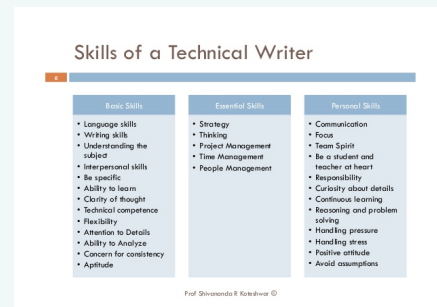 Skills of a Technical Writer
6
Basic Skills
• Language skills
• Writing skills
• Understanding the
subject
• Interpersonal skills
• Be specific
• Ability to learn
• Clarity of thought
• Technical competence
• Flexibility
• Attention to Details
• Ability to Analyze
• Concern for consistency
• Aptitude
Essential Skills
• Strategy
• Thinking
• Project Management
• Time Management
• People Management
Personal Skills
• Communication
• Focus
• Team Spirit
• Be a student and
teacher at heart
• Responsibility
• Curiosity about details
• Continuous learning
• Reasoning and problem
solving
• Handling pressure
• Handling stress
• Positive attitude
• Avoid assumptions
Prof Shivananda R Koteshwar ©